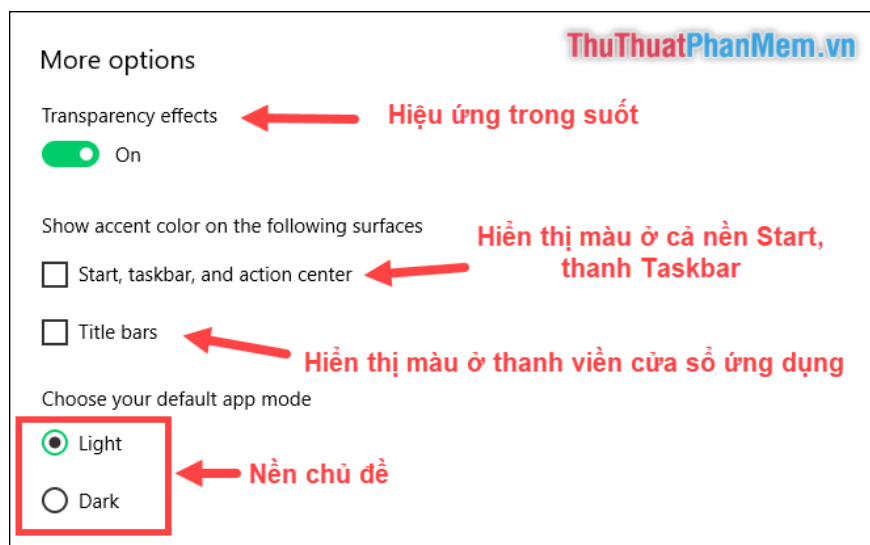 ThuThuatPhanMem.vn
More options
Transparency effects
Hiệu ứng trong suốt
On
Show accent color on the following surfaces
Hiển thị màu ở cả nền Start,
thanh Taskbar
Start, taskbar, and action center
Title bars
Hiển thị màu ở thanh viền cửa sổ ứng dụng
Choose your default app mode
Light
Nền chủ đề
Dark